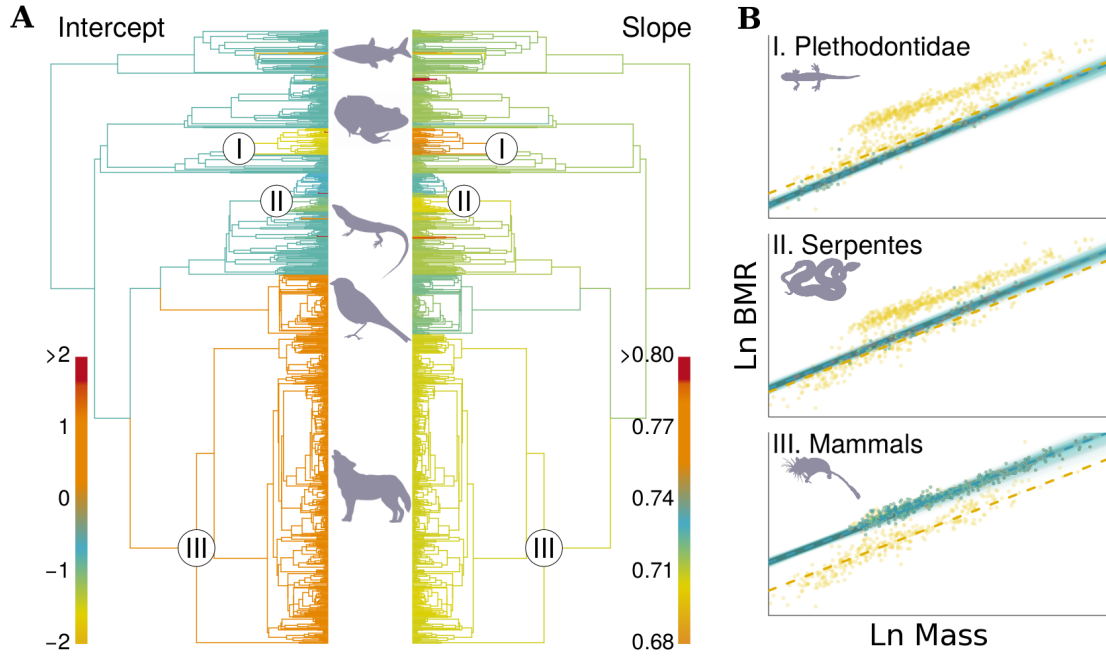 A
Intercept
Slope
I
I
II
II
III
III
>2
1
0
−1
−2
>0.80
0.77
0.74
0.71
0.68
B
I. Plethodontidae
II. Serpentes
III. Mammals
Ln BMR
Ln Mass